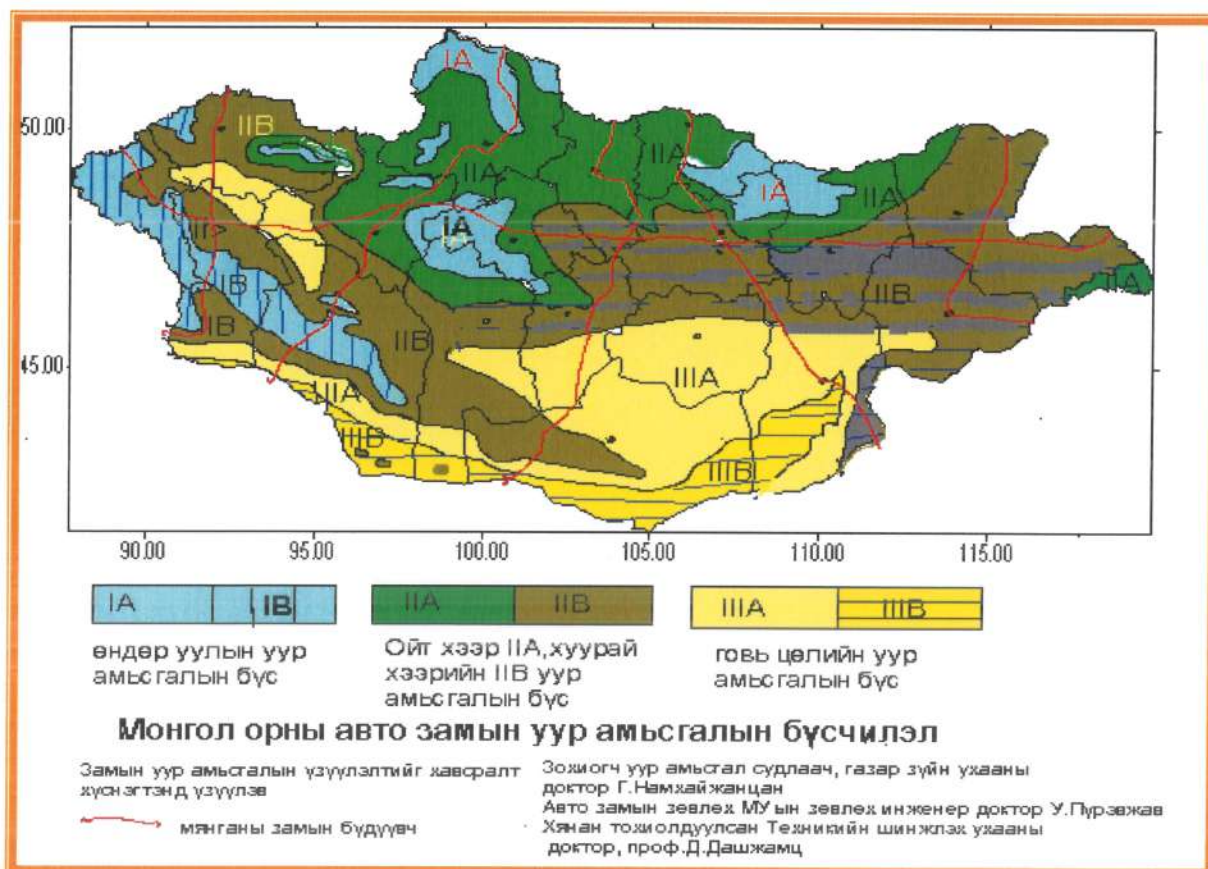 IA
50.00
IIB
IIA
IIA
IA
IIA
IA
IA
IB
IIB
IIA
IIB
IIB
45.00
IIIA
IIIA
IIIB
IIIB
90.00 95.00 100.00 105.00 110.00 115.00
IA IB IIA IIB IIIA IIIB
өндөр уулын уур
амьсгалын бүс
Ойт хээр IIA,хуурай
хээрийн IIB уур
амьсгалын бүс
говь цөлийн уур
амьсгалын бүс
Монгол орны авто замын уур амьсгалын бүсчилэл
Замын уур амьсгалын үзүүлэлтийг хавсралт
хүснэгтэнд үзүүлэв
мянганы замын бүдүүвч
Зохиогч уур амьсгал судлаач, газар зүйн ухааны
доктор Г.Намхайжанцан
Авто замын зөвлөх МУын зөвлөх инженер доктор У.Пүрэвжав
Хянан тохиолдуулсан Техникийн шинжлэх ухааны
доктор, проф.Д.Дашжамц